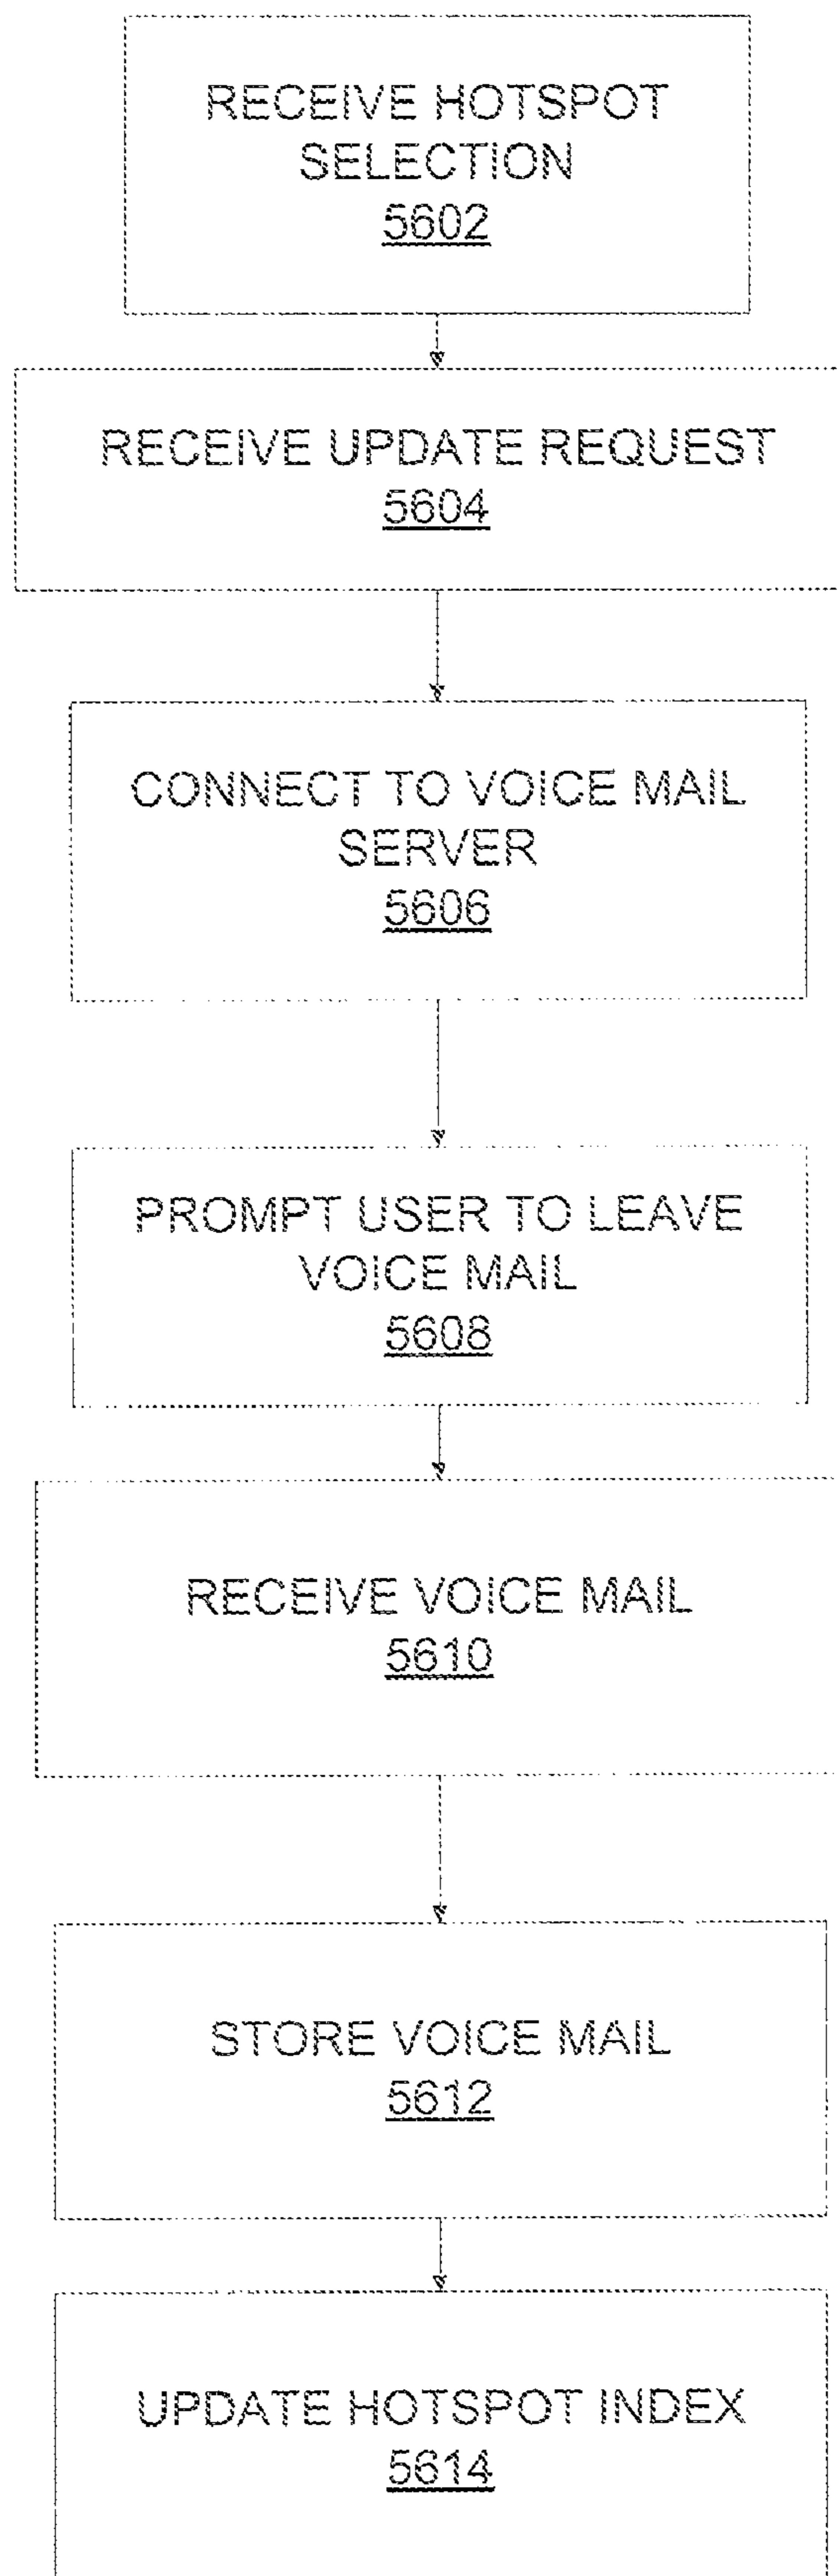 RECEIVE HOTSPOT
SELECTION
5602
RECEIVE UPDATE REQUEST
5604
CONNECT TO VOICE MAIL
SERVER
5606
PROMPT USER TO LEAVE
VOICE MAIL
5608
RECEIVE VOICE MAIL
5610
STORE VOICE MAIL
5612
UPDATE HOTSPOT INDEX
5614